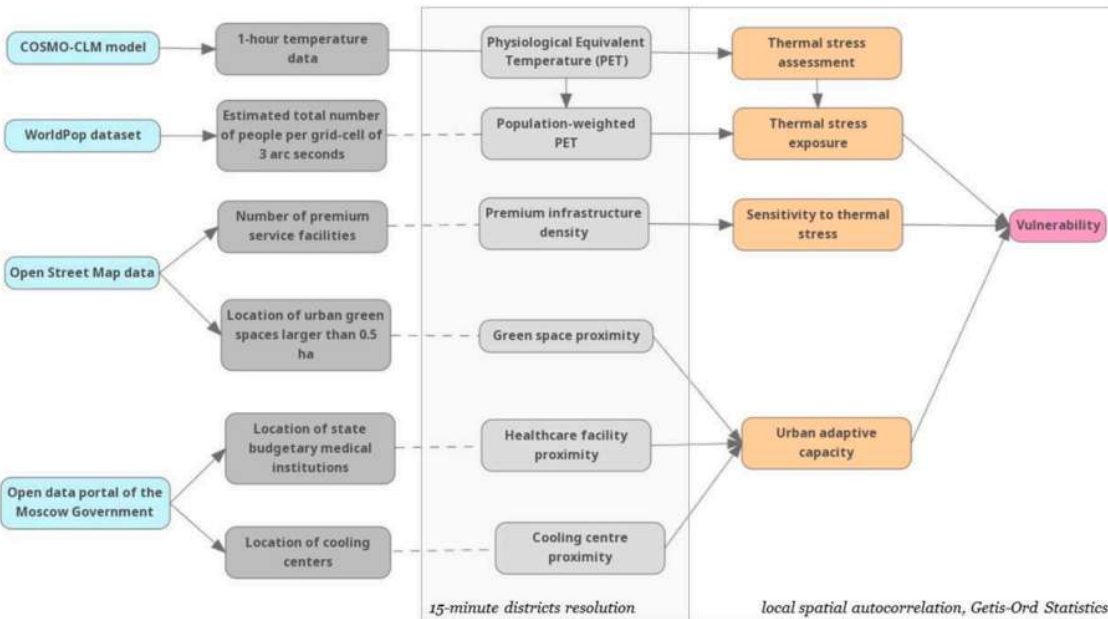 COSMO-CLM model
1-hour temperature
data
Physiological Equivalent
Temperature (PET)
Thermal stress
assessment
WorldPop dataset
Estimated total number
of people per grid-cell of
3 arc seconds
Population-weighted
PET
Thermal stress
exposure
Open Street Map data
Number of premium
service facilities
Premium infrastructure
density
Sensitivity to thermal
stress
Vulnerability
Location of urban green
spaces larger than 0.5
ha
Green space proximity
Open data portal of the
Moscow Government
Location of state
budgetary medical
institutions
Healthcare facility
proximity
Urban adaptive
capacity
Location of cooling
centers
Cooling centre
proximity
15-minute districts resolution
local spatial autocorrelation, Getis-Ord Statistics